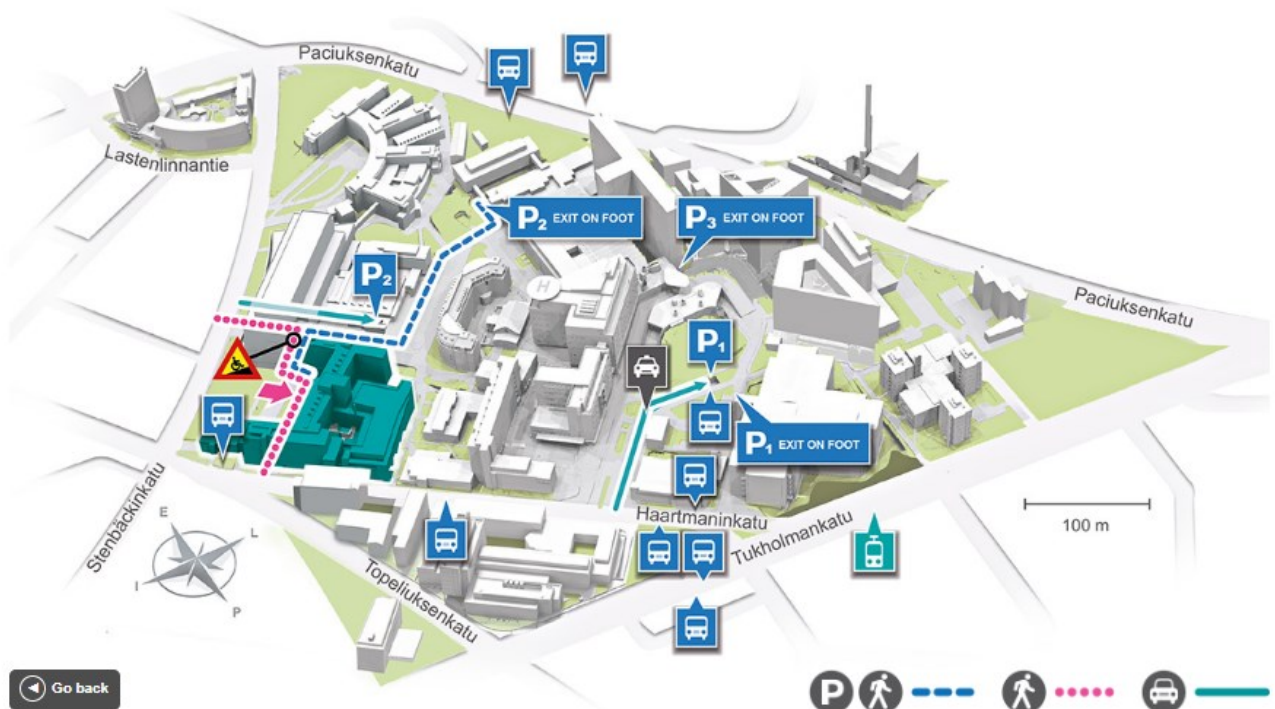 Paciuksenkatu
Lastenlinnantie
P2 EXIT ON FOOT
P3 EXIT ON FOOT
P2
H
Paciuksenkatu
P1
P1 EXIT ON FOOT
Haartmaninkatu
Tukholmankatu
100 m
Stenbäckinkatu
E
L
I
P
Topeliuksenkatu
Go back
P